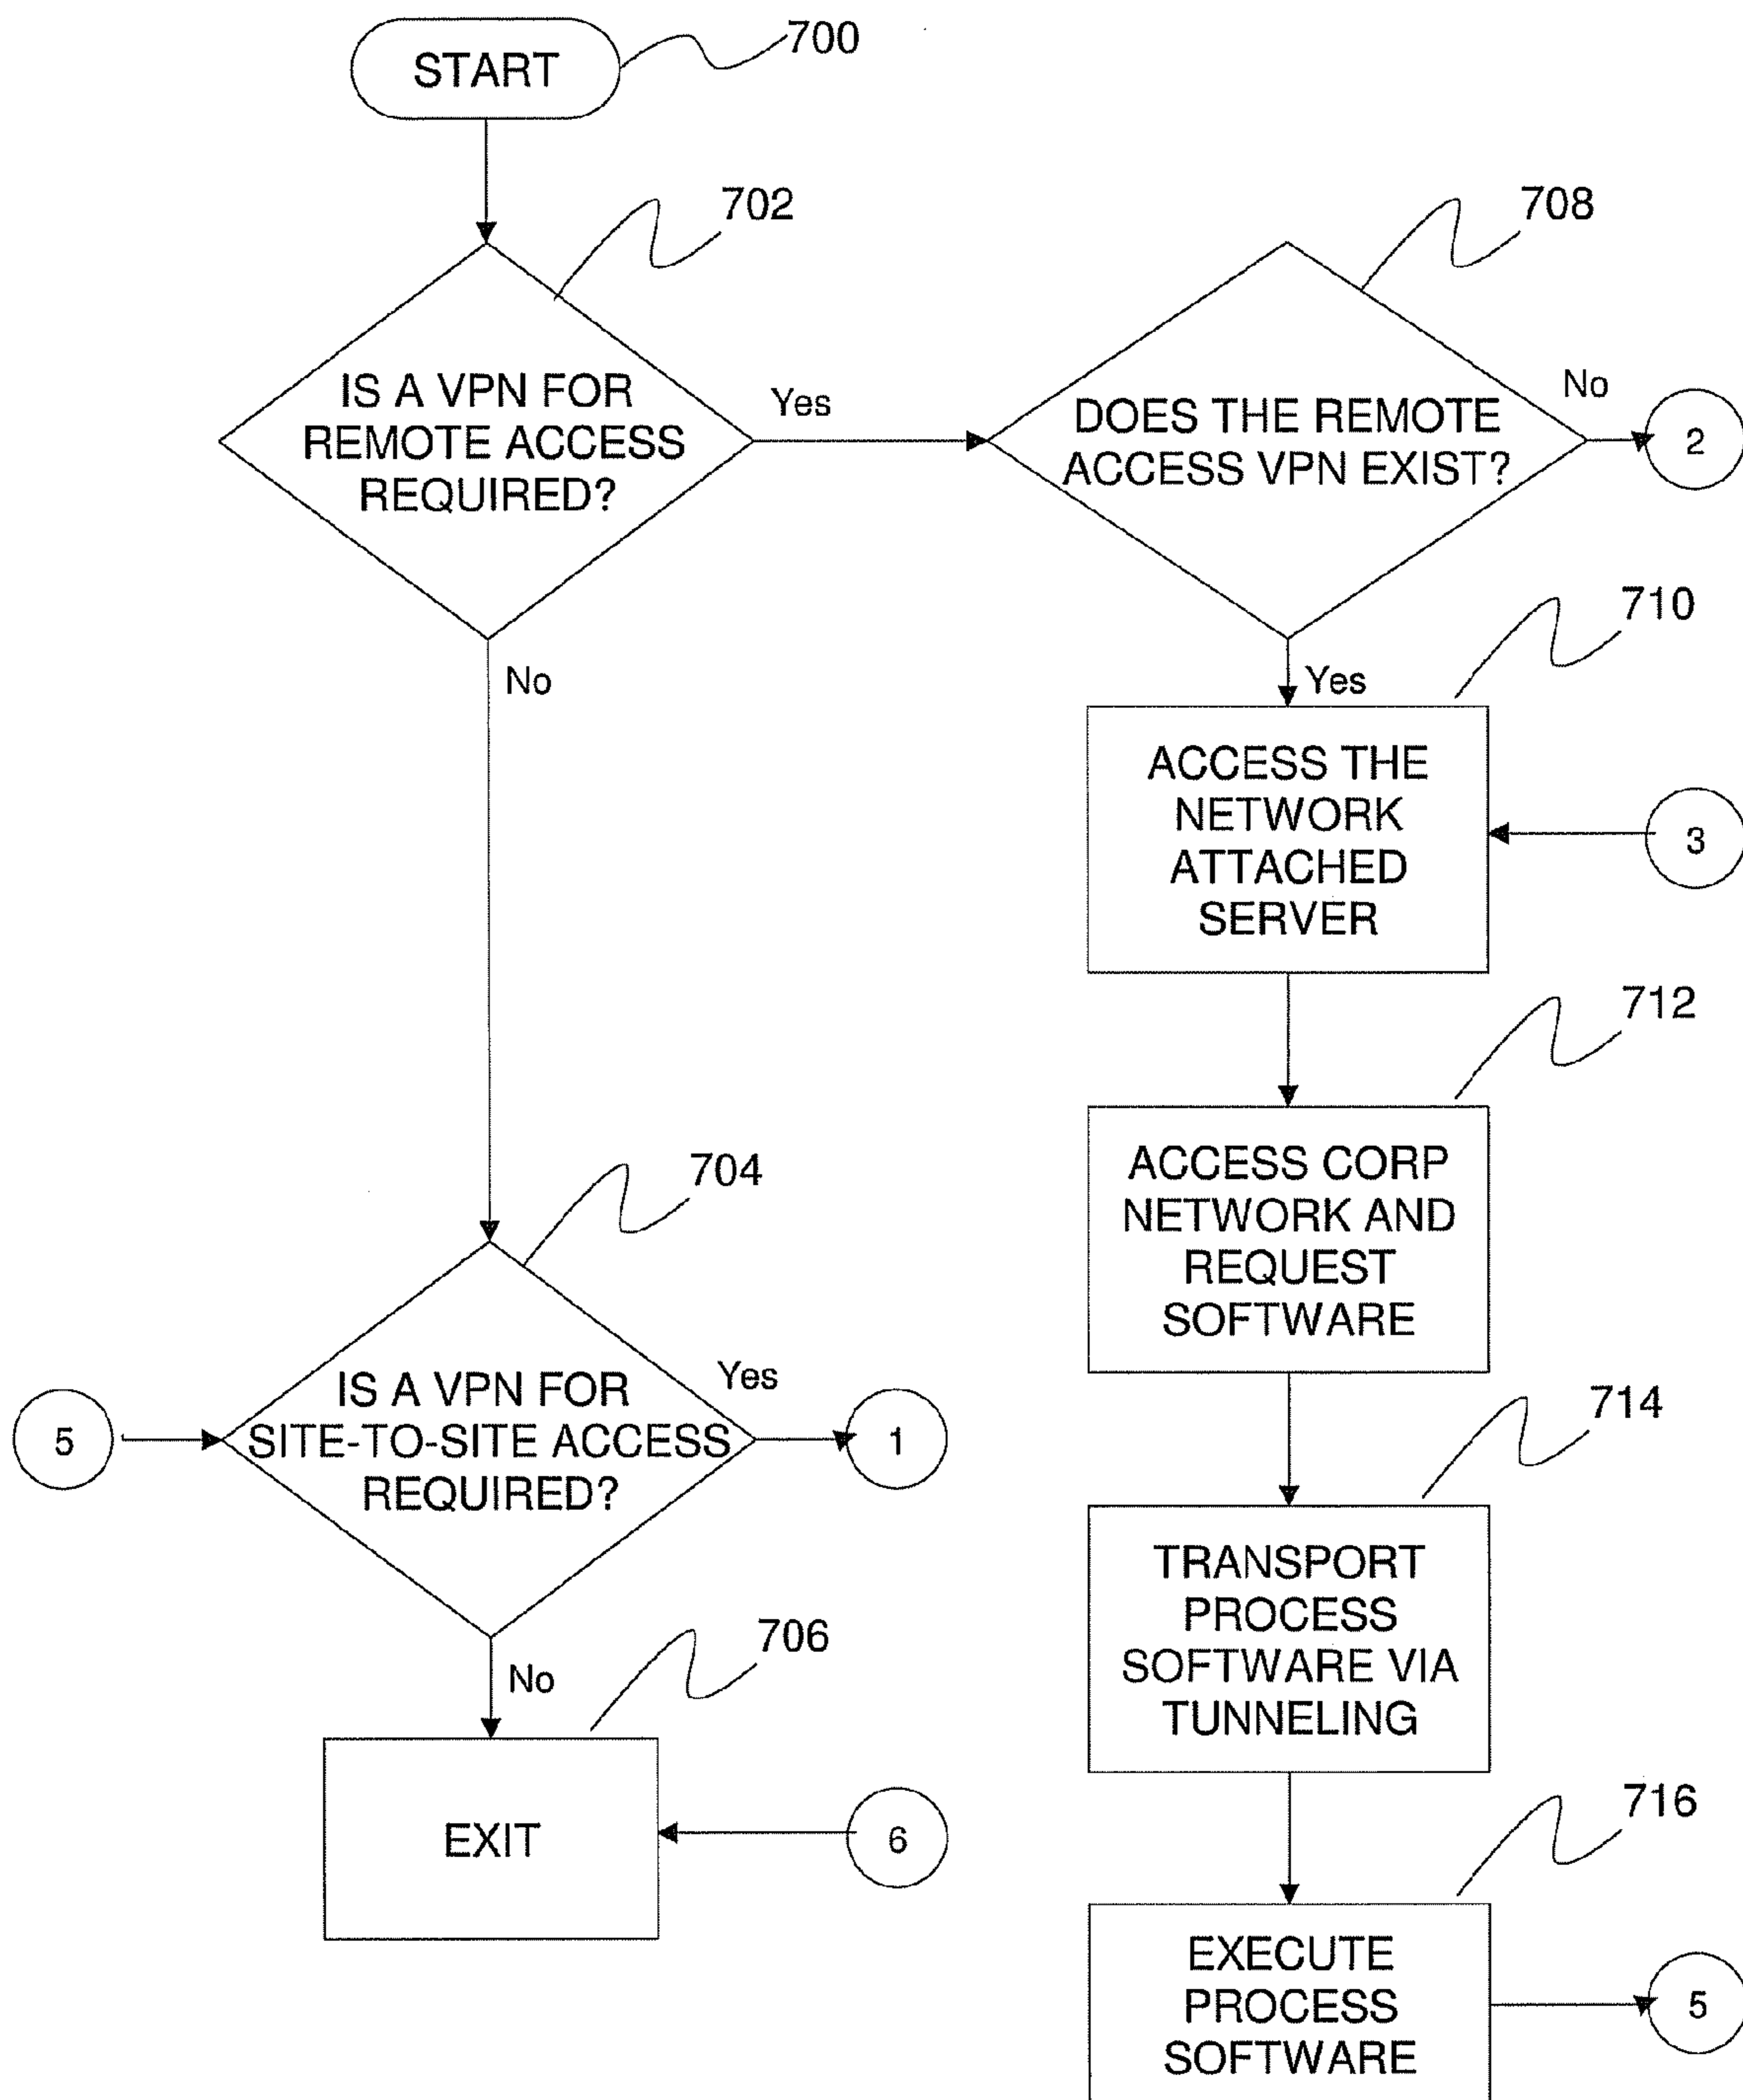 START
700
702
IS A VPN FOR
REMOTE ACCESS
REQUIRED?
Yes
No
708
DOES THE REMOTE
ACCESS VPN EXIST?
No
2
Yes
710
ACCESS THE
NETWORK
ATTACHED
SERVER
3
712
ACCESS CORP
NETWORK AND
REQUEST
SOFTWARE
704
5
IS A VPN FOR
SITE-TO-SITE ACCESS
REQUIRED?
Yes
1
No
714
TRANSPORT
PROCESS
SOFTWARE VIA
TUNNELING
706
EXIT
6
716
EXECUTE
PROCESS
SOFTWARE
5